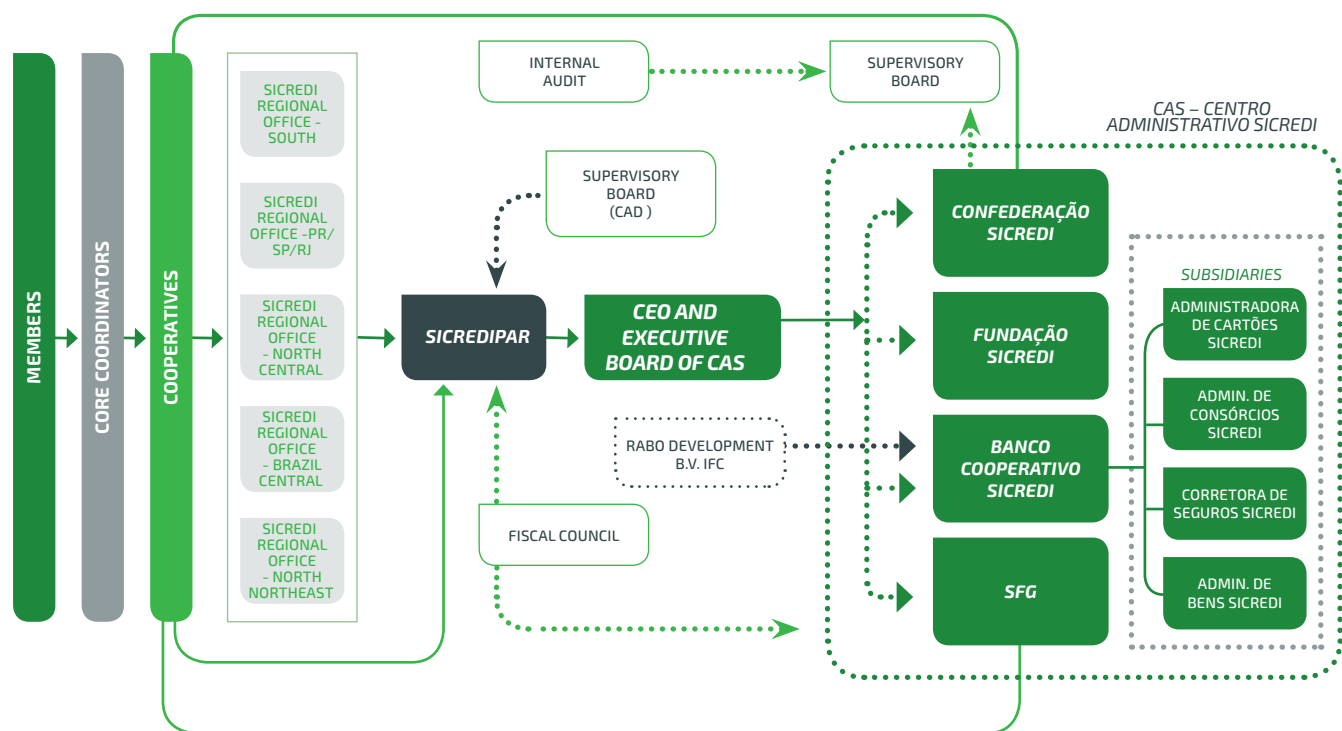 MEMBERS
CORE COORDINATORS
COOPERATIVES
SICREDI
REGIONAL
OFFICE -
SOUTH
SICREDI
REGIONAL
OFFICE -PR/
SP/RJ
SICREDI
REGIONAL
OFFICE
- NORTH
CENTRAL
SICREDI
REGIONAL
OFFICE
- BRAZIL
CENTRAL
SICREDI
REGIONAL
OFFICE
- NORTH
NORTHEAST
INTERNAL
AUDIT
SUPERVISORY
BOARD
SUPERVISORY
BOARD
(CAD )
SICREDIPAR
CEO AND
EXECUTIVE
BOARD OF CAS
RABO DEVELOPMENT
B.V. IFC
FISCAL COUNCIL
CAS – CENTRO
ADMINISTRATIVO SICREDI
CONFEDERAÇÃO
SICREDI
FUNDAÇÃO
SICREDI
BANCO
COOPERATIVO
SICREDI
SFG
SUBSIDIARIES
ADMINISTRADORA
DE CARTÕES
SICREDI
ADMIN. DE
CONSÓRCIOS
SICREDI
CORRETORA DE
SEGUROS SICREDI
ADMIN. DE
BENS SICREDI